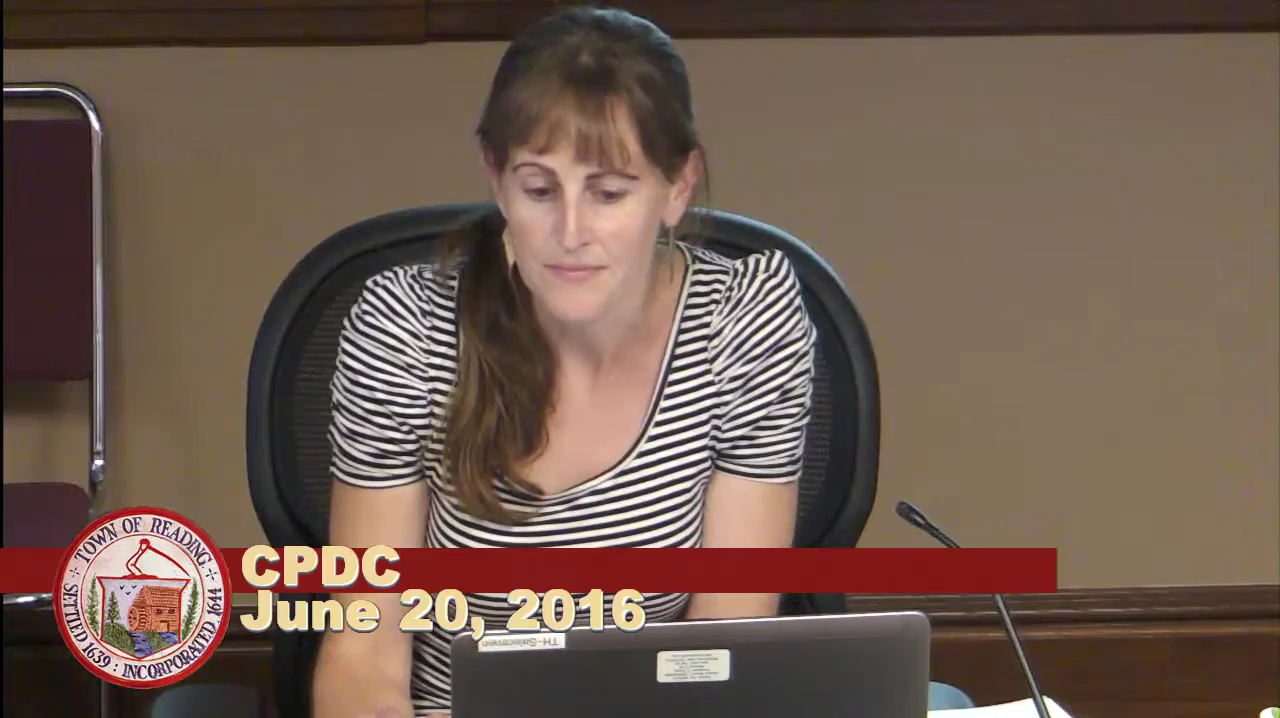 TOWN OF READING
SETTLED 1639 : INCORPORATED 1644
CPDC
June 20, 2016